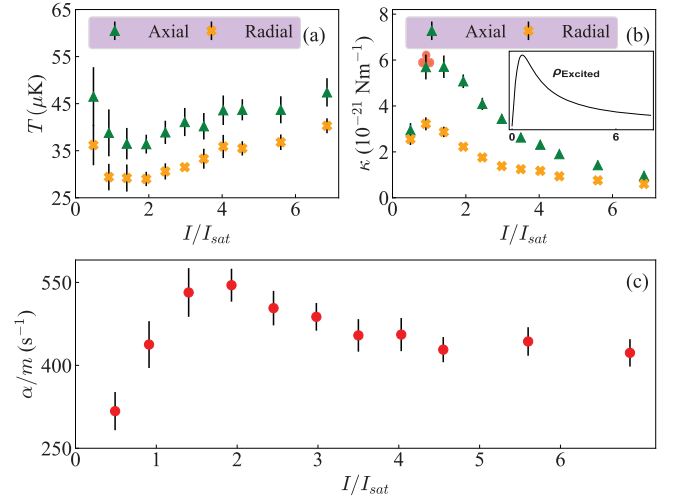 Axial Radial (a)
65
55
45
35
25
T (μK)
0 2 4 6
I/I_sat
Axial Radial (b)
8
6
4
2
0
κ (10⁻²¹ Nm⁻¹)
ρExcited
6
0 2 4 6
I/I_sat
(c)
550
400
250
α/m (s⁻¹)
0 1 2 3 4 5 6
I/I_sat